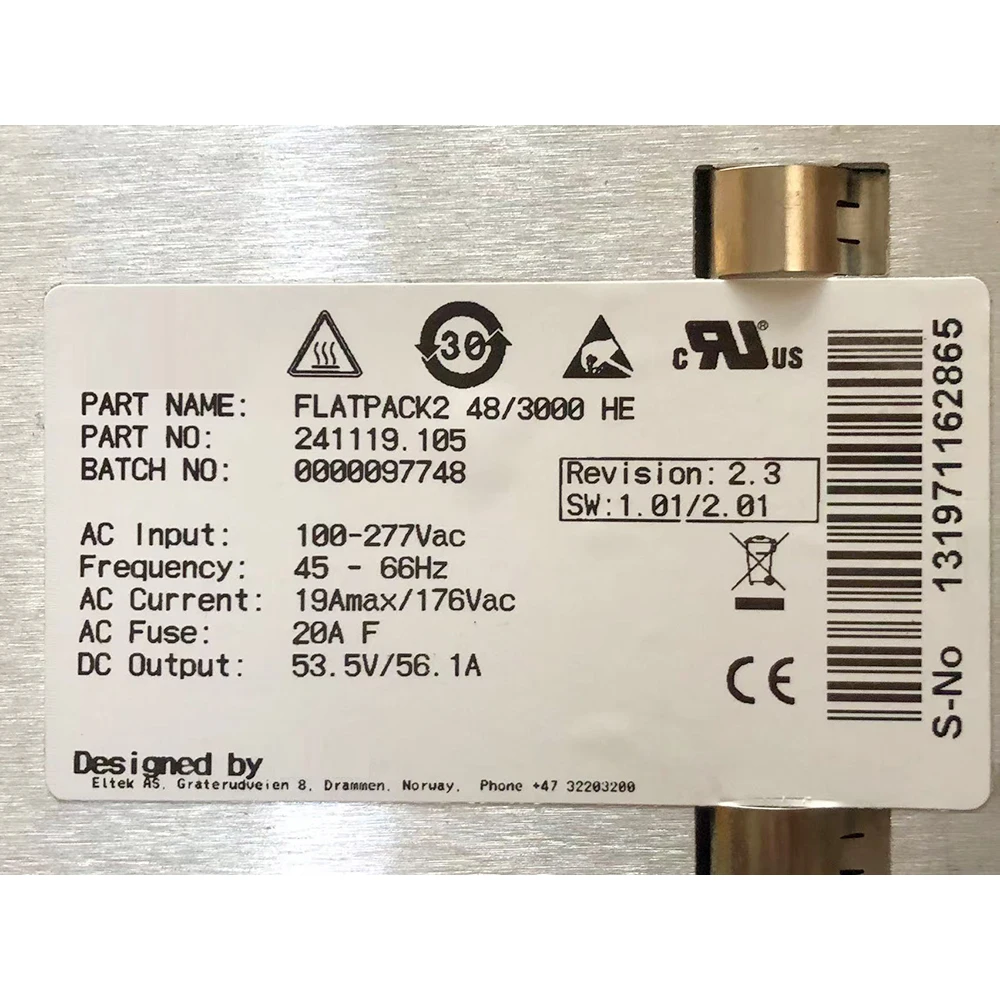 30
c RU ® US
PART NAME: FLATPACK2 48/3000 HE
PART NO: 241119.105
BATCH NO: 0000097748
Revision: 2.3
SW:1.01/2.01
AC Input: 100-277Vac
Frequency: 45 - 66Hz
AC Current: 19Amax/176Vac
AC Fuse: 20A F
DC Output: 53.5V/56.1A
CE
Designed by
Eltek AS, Graterudveien 8, Drammen, Norway, Phone +47 32203200
S-No 131971162865